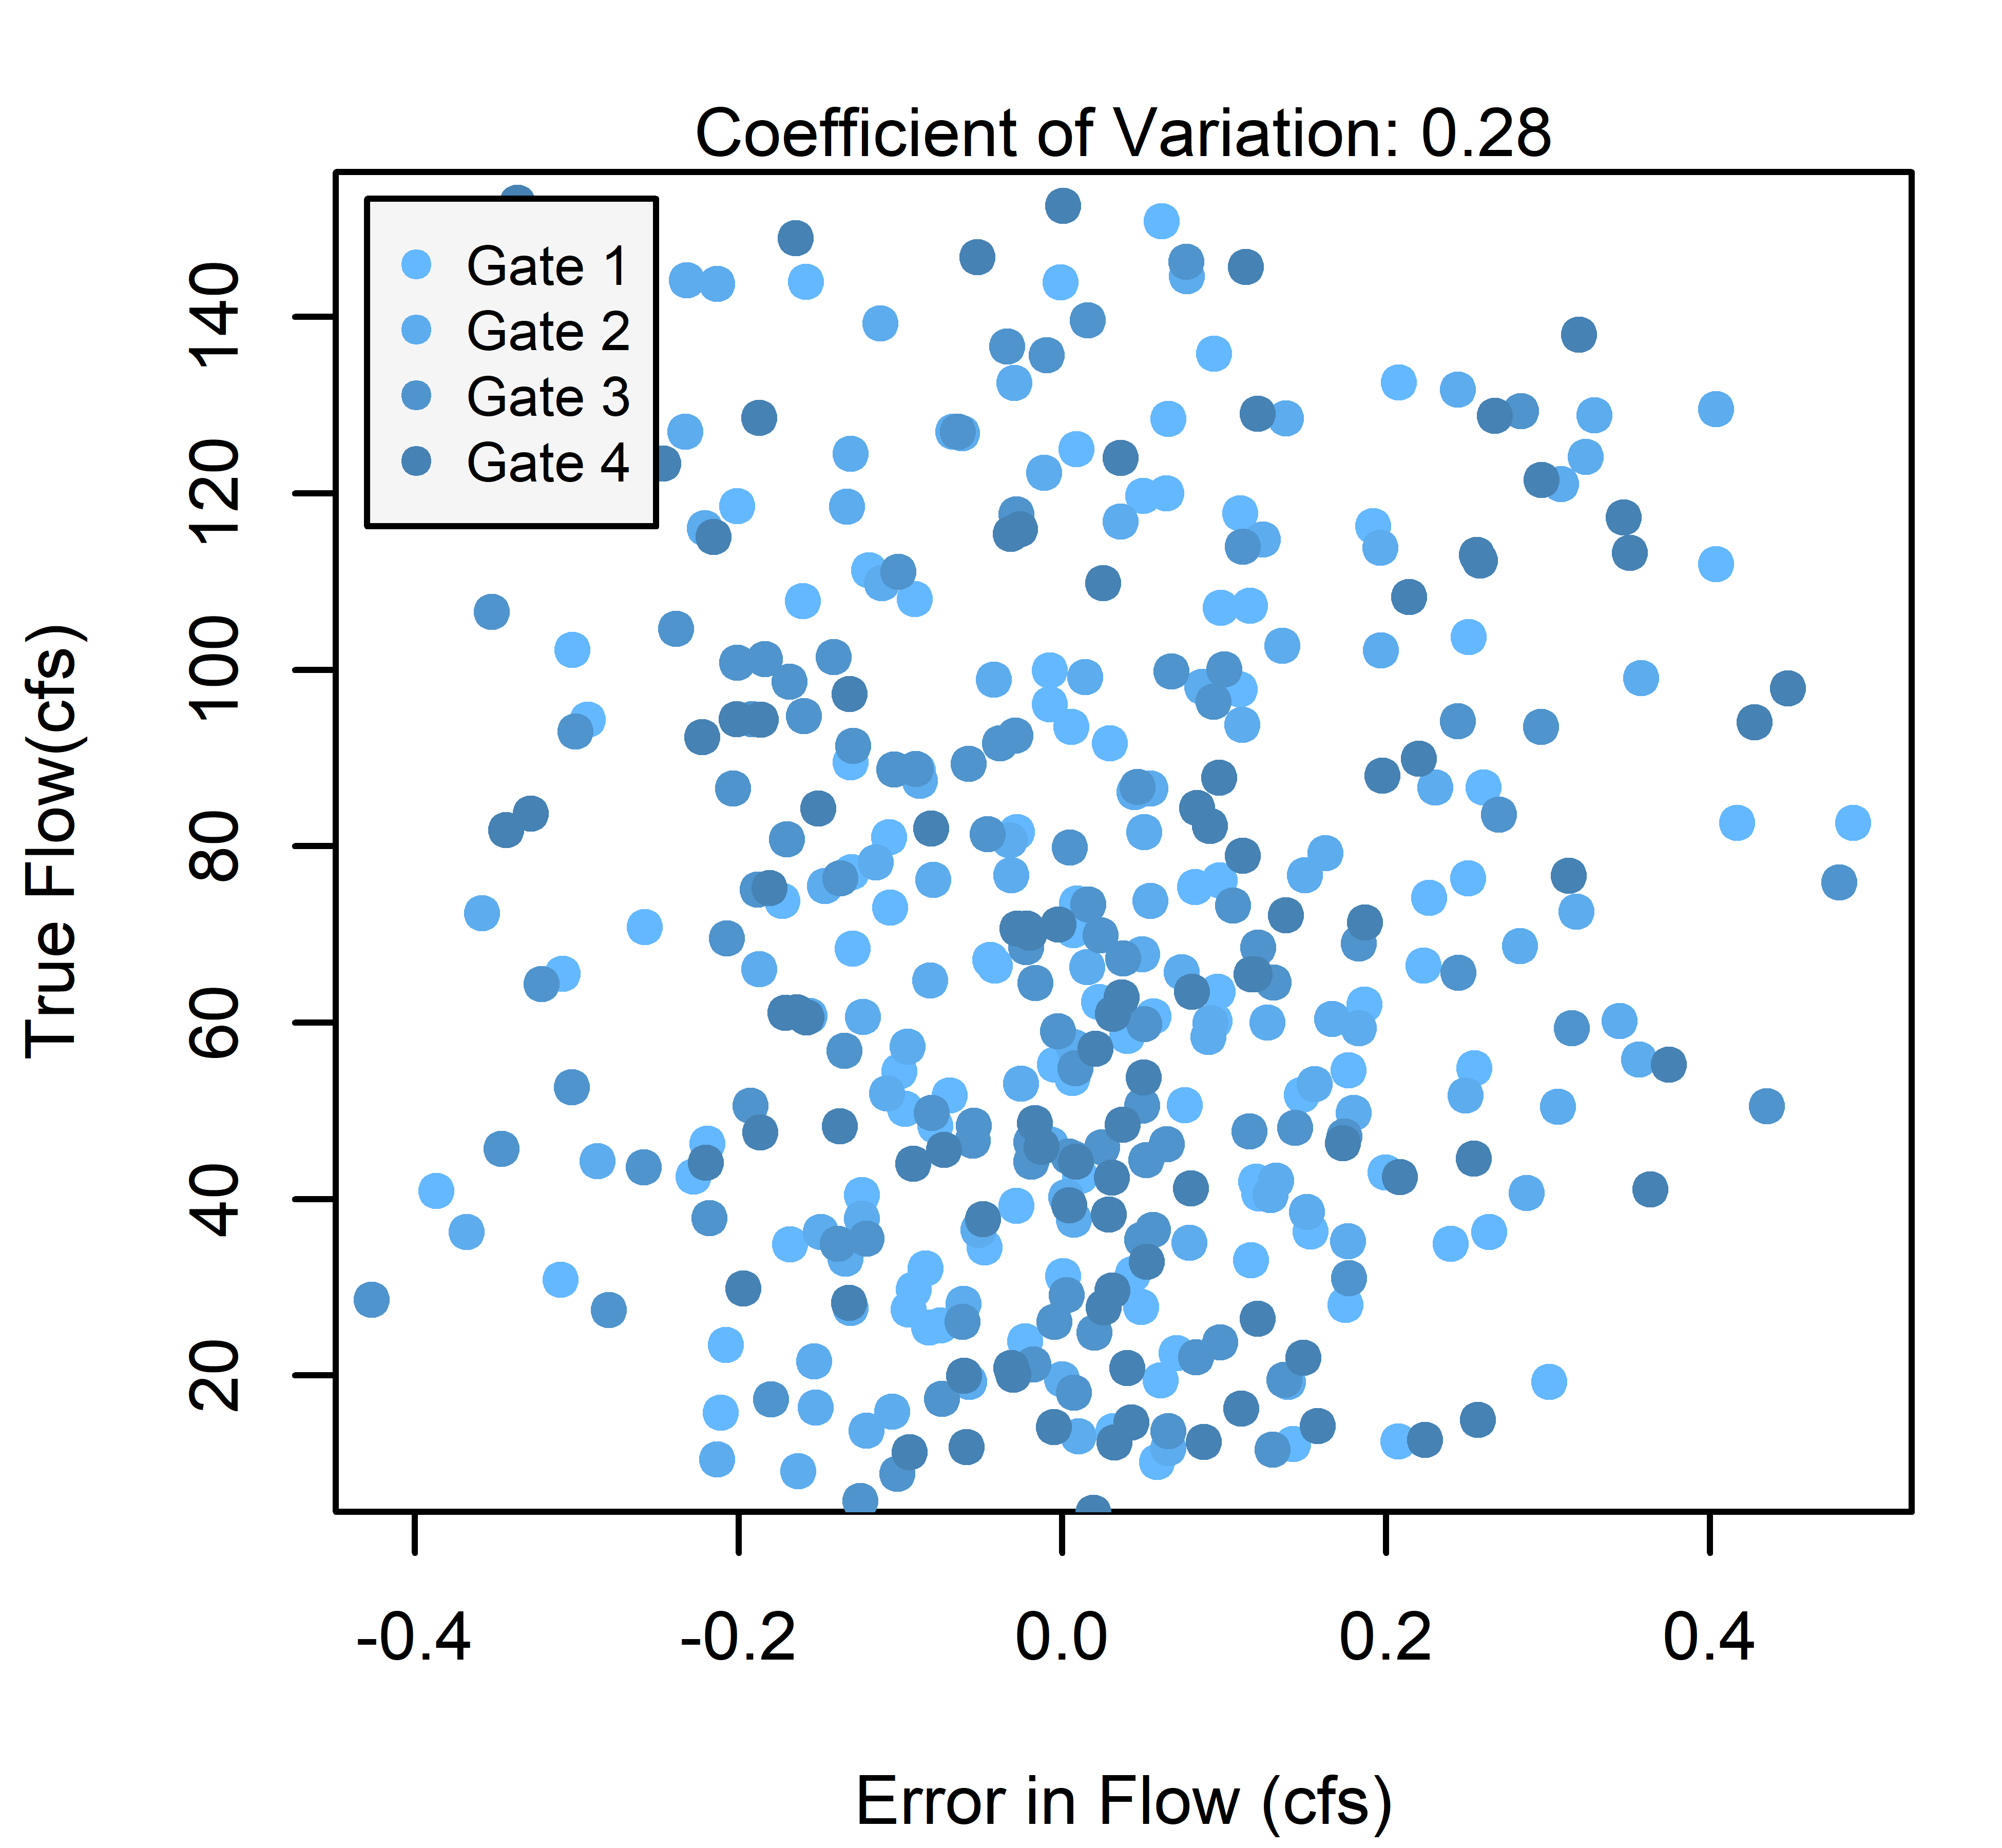 Coefficient of Variation: 0.28
Gate 1
Gate 2
Gate 3
Gate 4
True Flow(cfs)
140
120
100
80
60
40
20
-0.4 -0.2 0.0 0.2 0.4
Error in Flow (cfs)